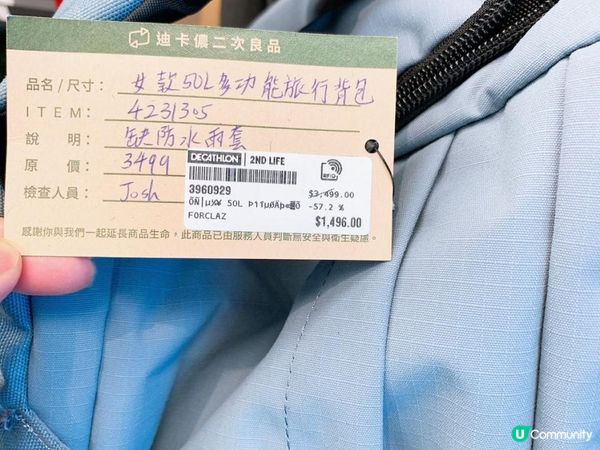 迪卡儂二次良品
品名/尺寸： 女款50L多功能旅行背包
ITEM： 4231305
說 明： 缺防水雨套
原 價： 3499
檢查人員： Josh
DECATHLON 2ND LIFE
RFID
3960929
$3,499.00
-57.2 %
50L
FORCLAZ
$1,496.00
感謝你與我們一起延長商品生命，此商品已由服務人員判斷無安全與衛生疑慮。
U Community